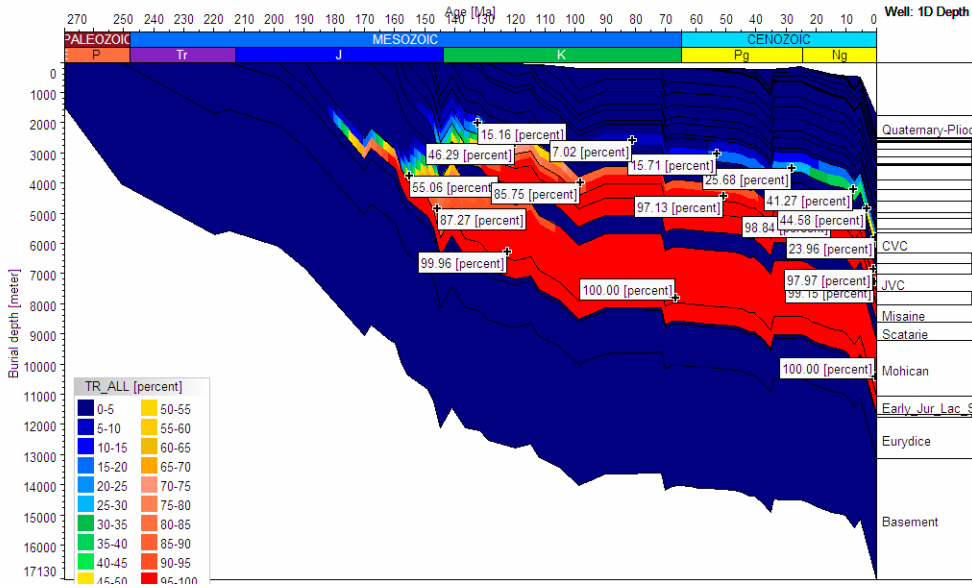 Age [Ma]
Well: 1D Depth
270 260 250 240 230 220 210 200 190 180 170 160 150 140 130 120 110 100 90 80 70 60 50 40 30 20 10 0
PALEOZOIC MESOZOIC CENOZOIC
P Tr J K Pg Ng
Burial depth [meter]
0
1000
2000
3000
4000
5000
6000
7000
8000
9000
10000
11000
12000
13000
14000
15000
16000
17130
15.16 [percent]
46.29 [percent]
7.02 [percent]
15.71 [percent]
25.68 [percent]
55.06 [percent]
85.75 [percent]
41.27 [percent]
97.13 [percent]
87.27 [percent]
44.58 [percent]
98.84 [percent]
23.96 [percent]
99.96 [percent]
97.97 [percent]
100.00 [percent]
99.15 [percent]
100.00 [percent]
Quaternary-Plioc
CVC
JVC
Misaine
Scatarie
Mohican
Early_Jur_Lac_S
Eurydice
Basement
TR_ALL [percent]
0-5 50-55
5-10 55-60
10-15 60-65
15-20 65-70
20-25 70-75
25-30 75-80
30-35 80-85
35-40 85-90
40-45 90-95
45-50 95-100